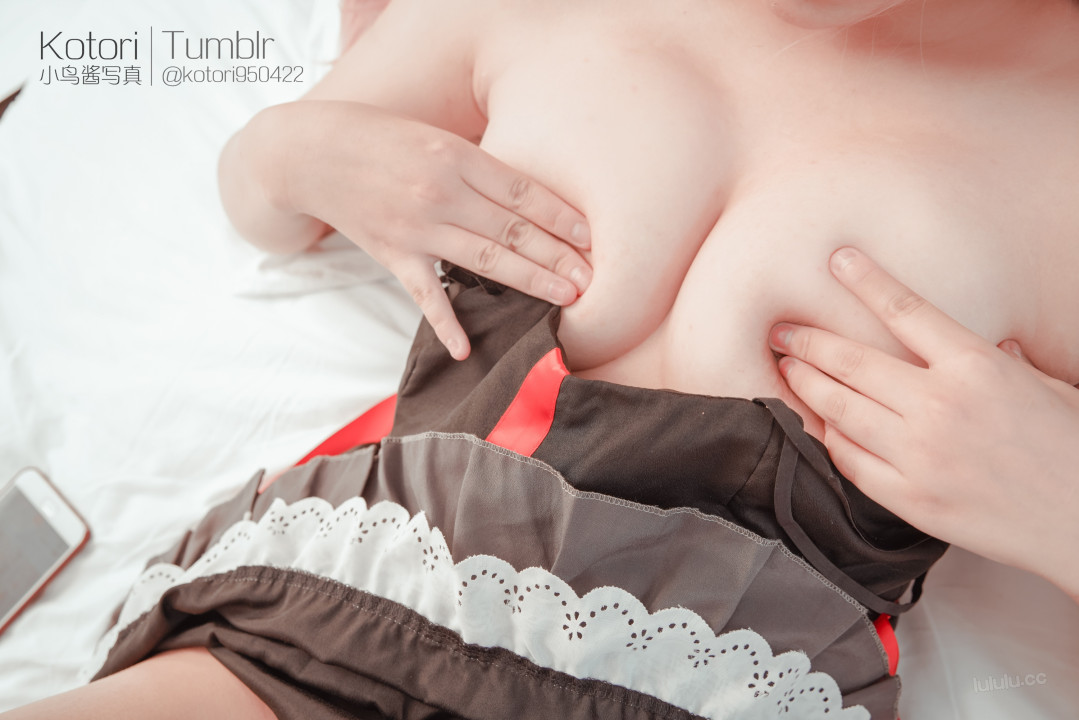 Kotori | Tumblr
小鸟酱写真 | @kotori950422
lululu.cc